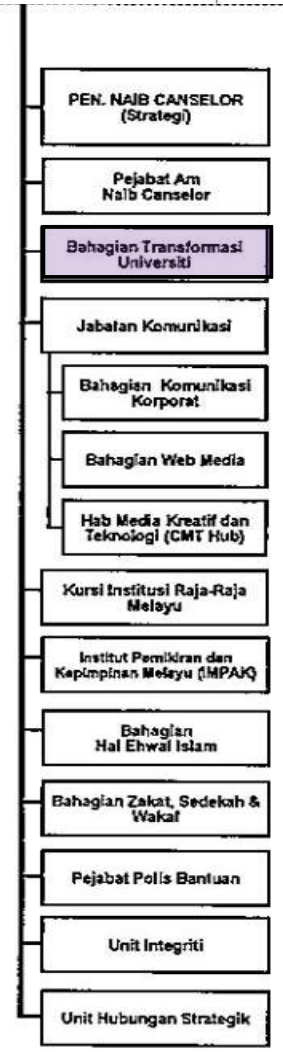 PEN. NAIB CANSELOR
(Strategi)
Pejabat Am
Naib Canselor
Bahagian Transformasi
Universiti
Jabatan Komunikasi
Bahagian Komunikasi
Korporat
Bahagian Web Media
Hab Media Kreatif dan
Teknologi (CMT Hub)
Kursi Institusi Raja-Raja
Melayu
Institut Pemikiran dan
Kepimpinan Melayu (IMPAK)
Bahagian
Hal Ehwal Islam
Bahagian Zakat, Sedekah &
Wakaf
Pejabat Polis Bantuan
Unit Integriti
Unit Hubungan Strategik